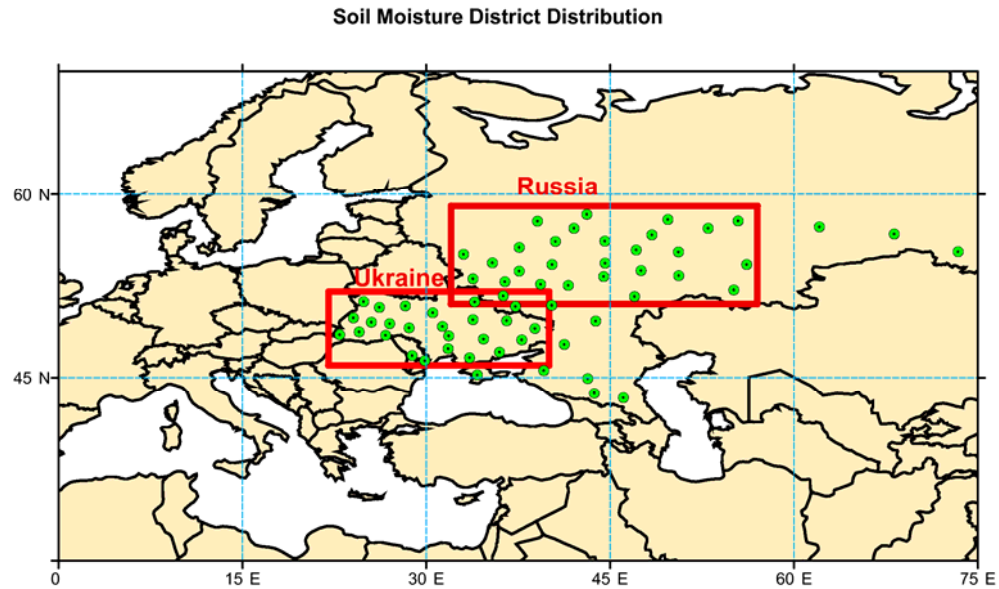 Soil Moisture District Distribution
60 N
Russia
Ukraine
45 N
0
15 E
30 E
45 E
60 E
75 E